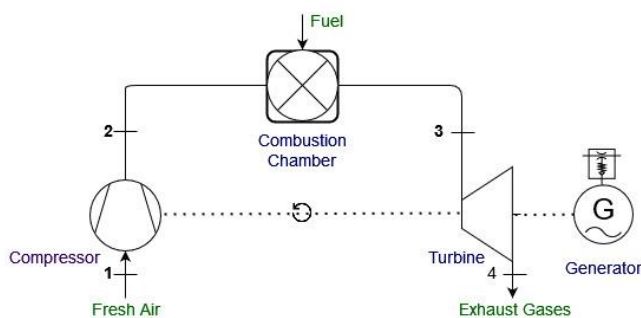 Fuel
2
Combustion
Chamber
3
G
Compressor
1
Turbine
4
Generator
Fresh Air
Exhaust Gases